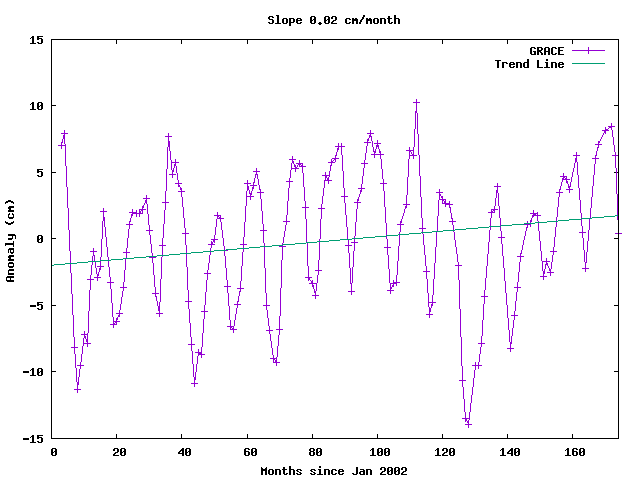 Slope 0.02 cm/month
GRACE
Trend Line
Anomaly (cm)
15
10
5
0
-5
-10
-15
0 20 40 60 80 100 120 140 160
Months since Jan 2002